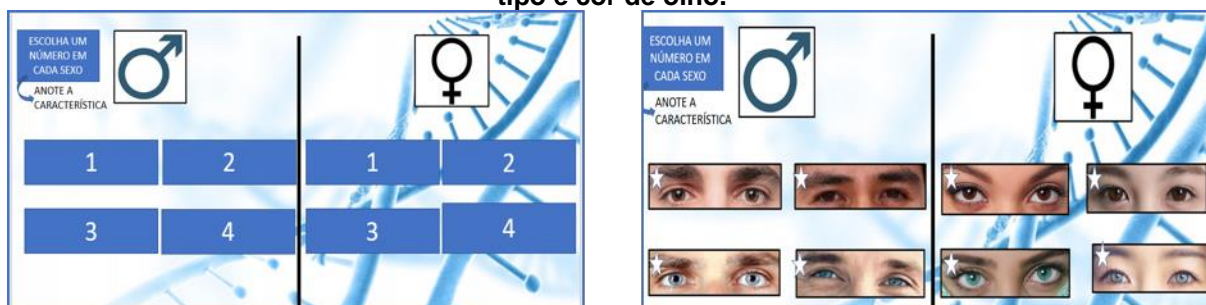 tipo e cor de olho.
ESCOLHA UM
NÚMERO EM
CADA SEXO
ANOTE A
CARACTERÍSTICA
1 2 1 2
3 4 3 4
ESCOLHA UM
NÚMERO EM
CADA SEXO
ANOTE A
CARACTERÍSTICA